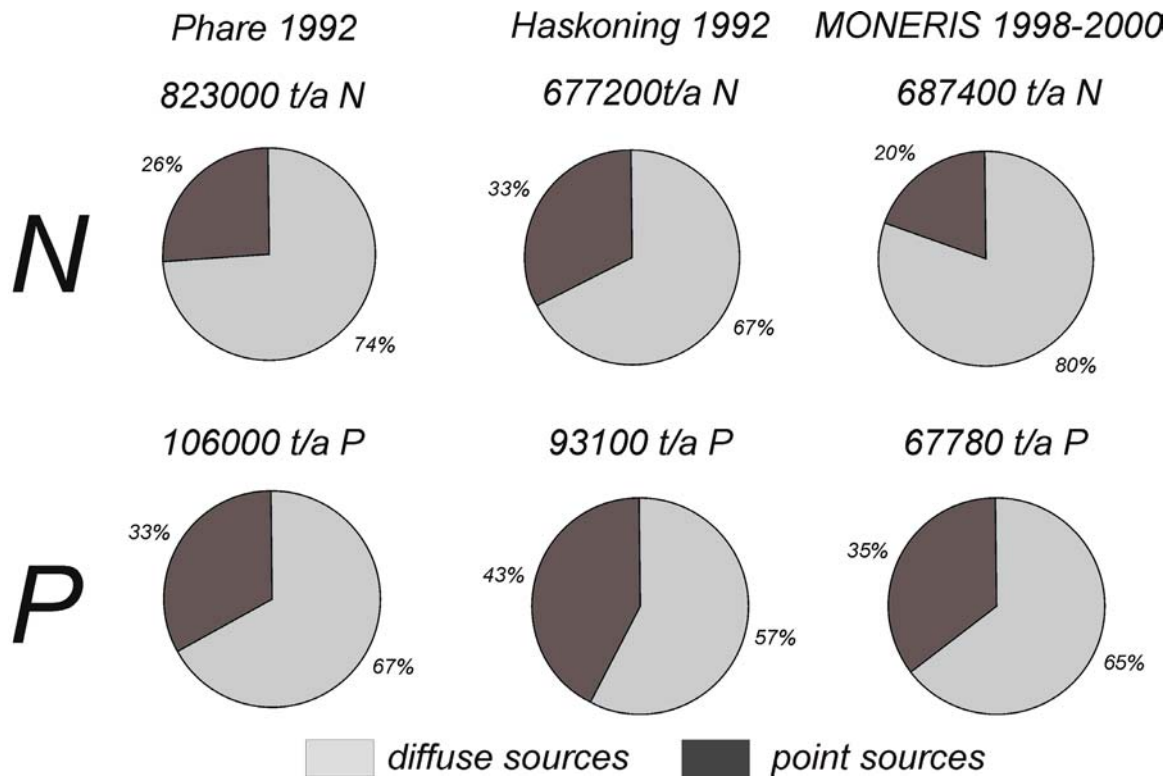 Phare 1992
Haskoning 1992
MONERIS 1998-2000
823000 t/a N
677200t/a N
687400 t/a N
N
26%
74%
33%
67%
20%
80%
106000 t/a P
93100 t/a P
67780 t/a P
P
33%
67%
43%
57%
35%
65%
diffuse sources
point sources